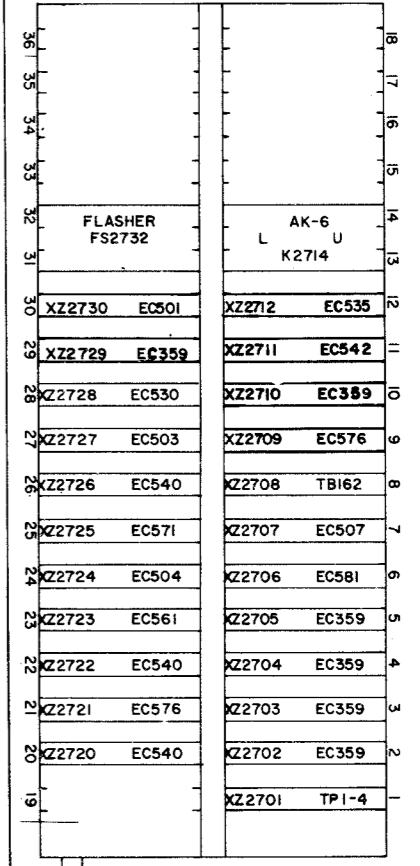 36
35
34
33
32 FLASHER
FS2732
31
30 XZ2730 EC501
29 XZ2729 EC359
28 XZ2728 EC530
27 XZ2727 EC503
26 XZ2726 EC540
25 XZ2725 EC571
24 XZ2724 EC504
23 XZ2723 EC561
22 XZ2722 EC540
21 XZ2721 EC576
20 XZ2720 EC540
19
18
17
16
15
AK-6 14
L U
K2714 13
XZ2712 EC535 12
XZ2711 EC542 11
XZ2710 EC359 10
XZ2709 EC576 9
XZ2708 TB162 8
XZ2707 EC507 7
XZ2706 EC581 6
XZ2705 EC359 5
XZ2704 EC359 4
XZ2703 EC359 3
XZ2702 EC359 2
XZ2701 TP1-4 1